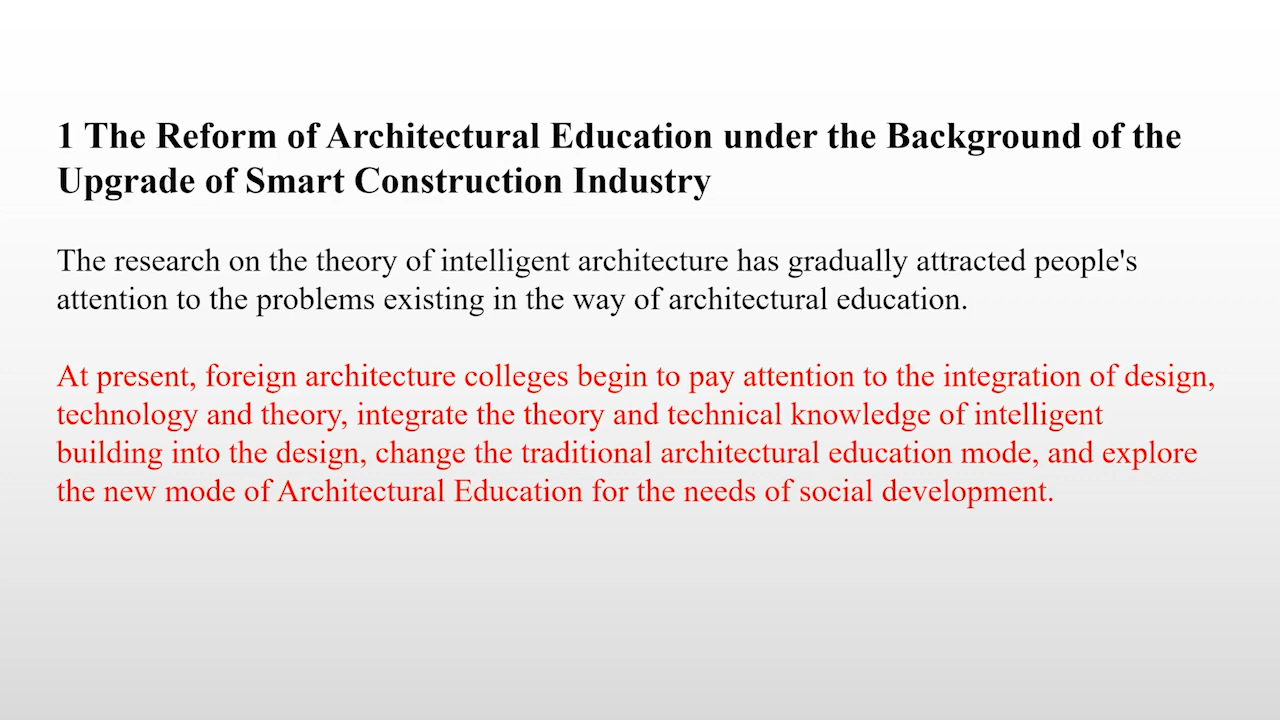 1 The Reform of Architectural Education under the Background of the
Upgrade of Smart Construction Industry
The research on the theory of intelligent architecture has gradually attracted people's
attention to the problems existing in the way of architectural education.
At present, foreign architecture colleges begin to pay attention to the integration of design,
technology and theory, integrate the theory and technical knowledge of intelligent
building into the design, change the traditional architectural education mode, and explore
the new mode of Architectural Education for the needs of social development.